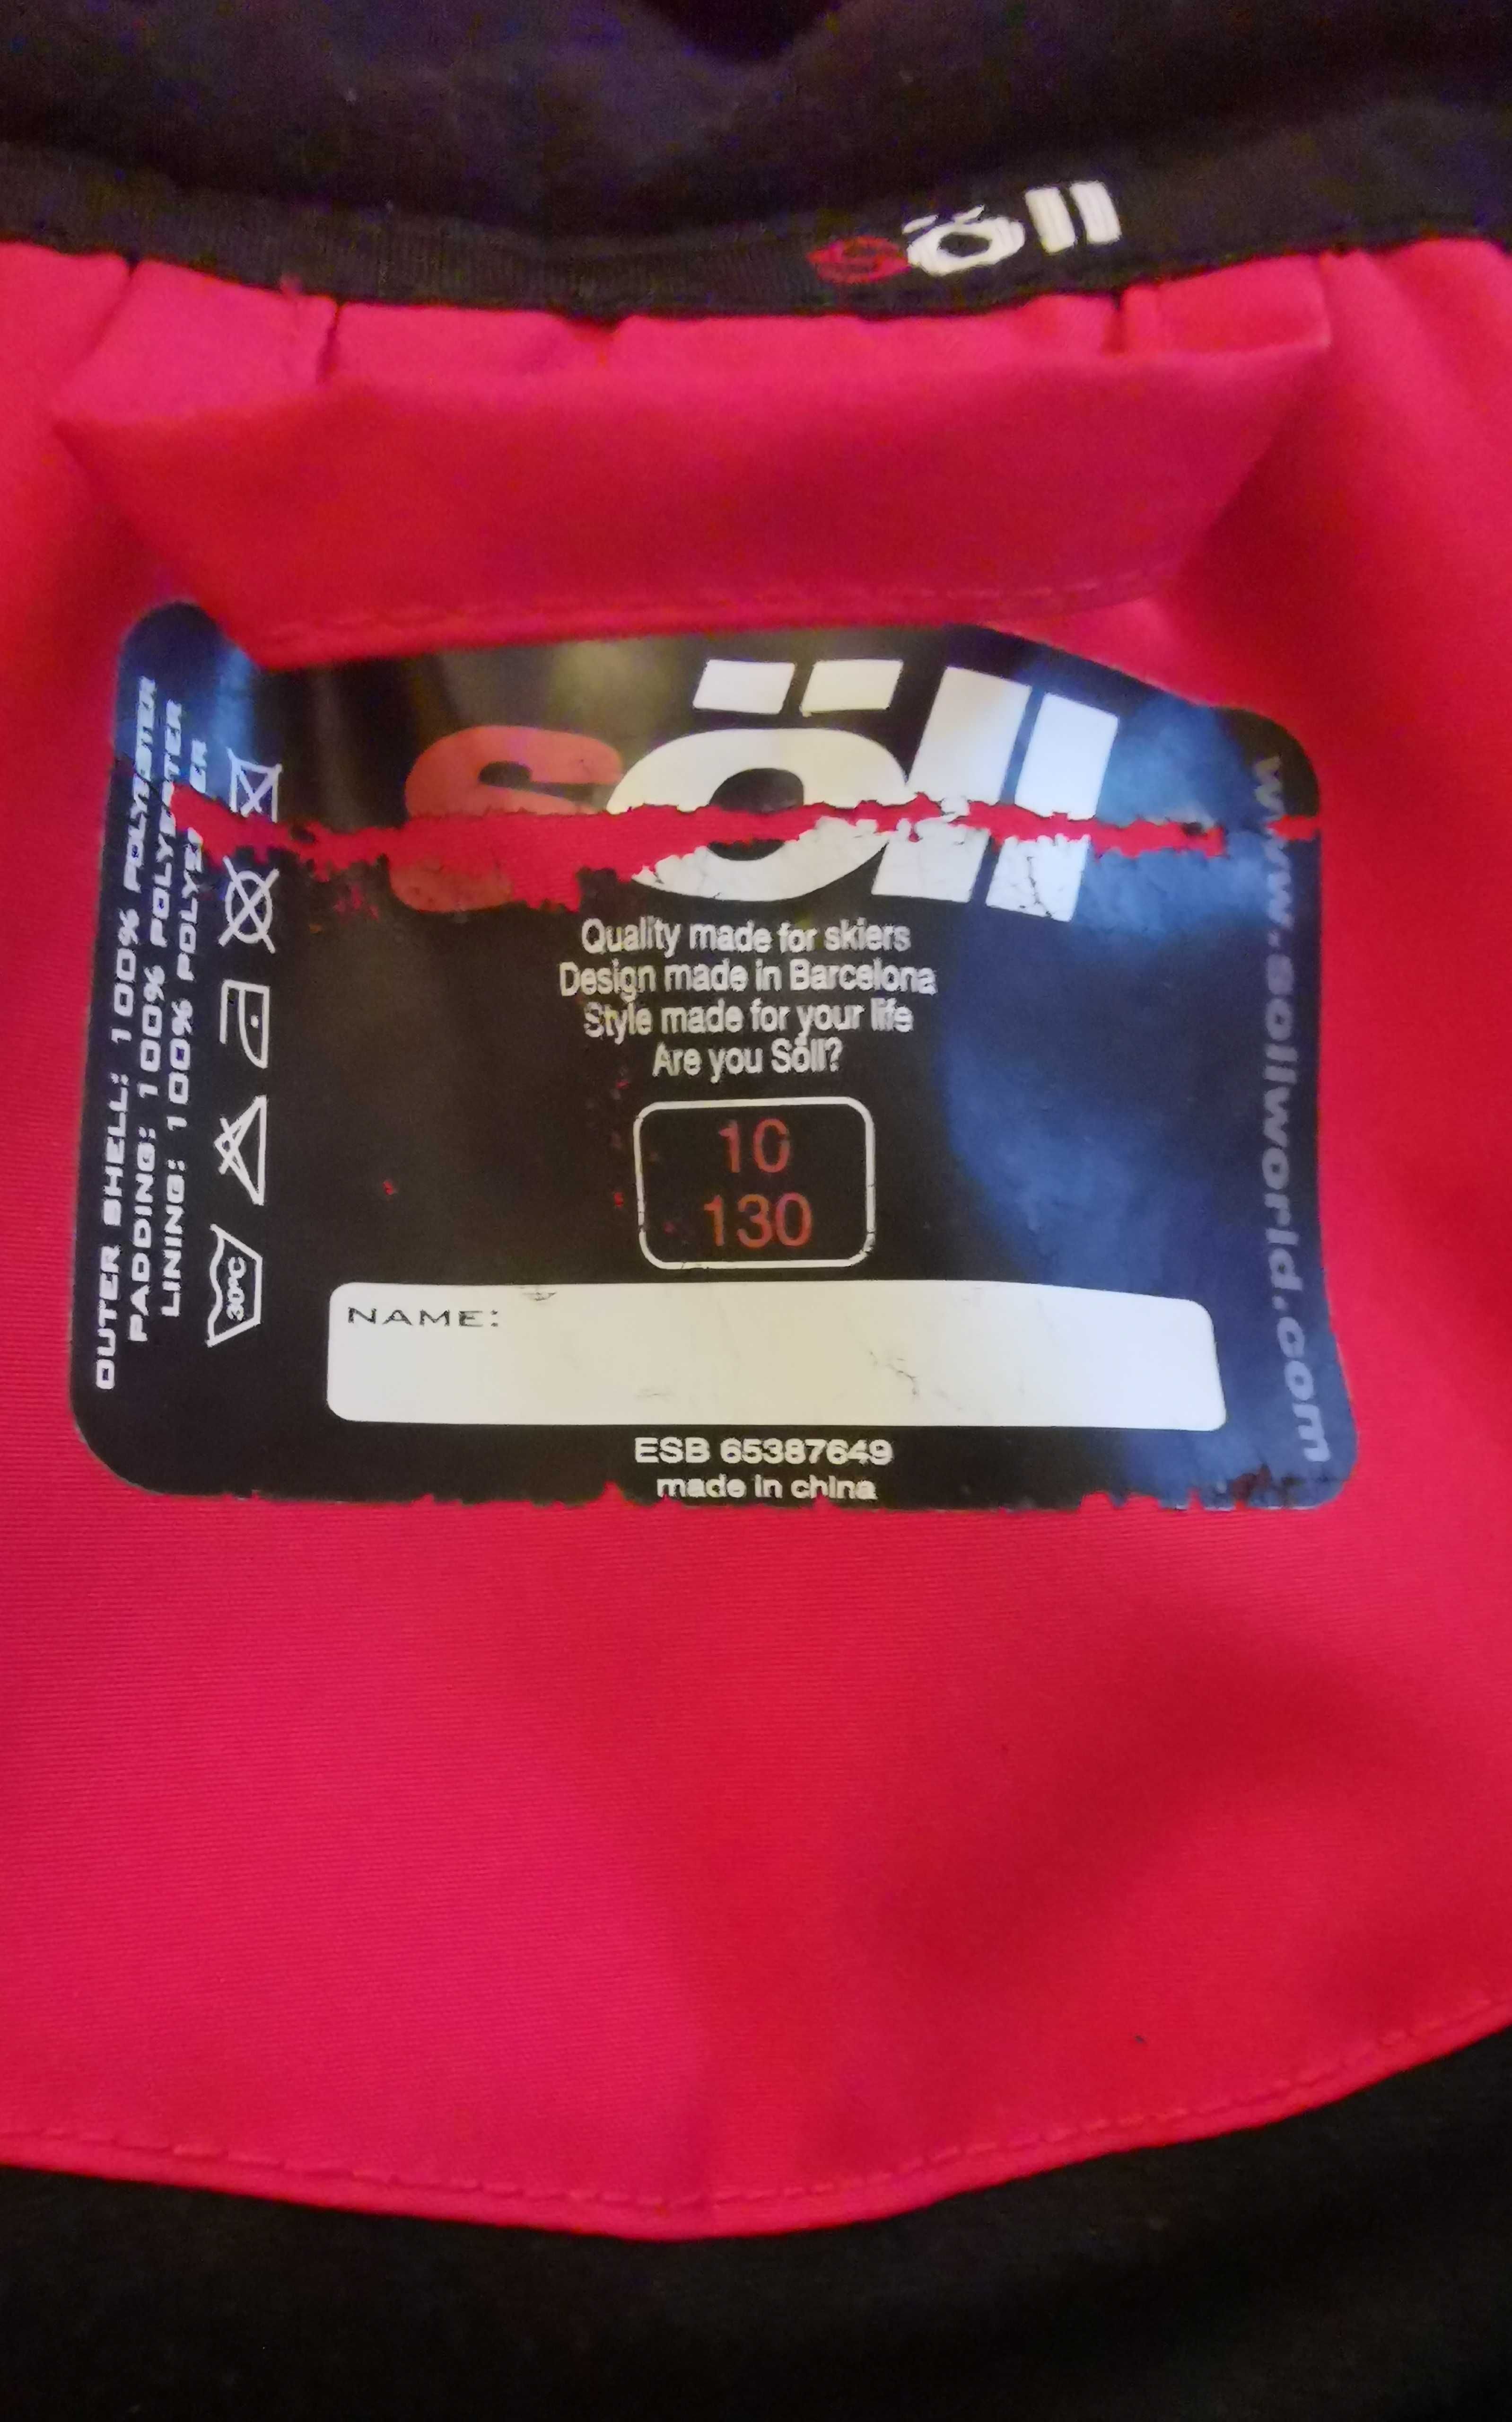 söll
söll
Quality made for skiers
Design made in Barcelona
Style made for your life
Are you Söll?
10
130
NAME:
ESB 65387649
made in china
OUTER SHELL: 100% POLYESTER
PADDING: 100% POLYESTER
LINING: 100% POLYESTER
30ºC
www.sollworld.com